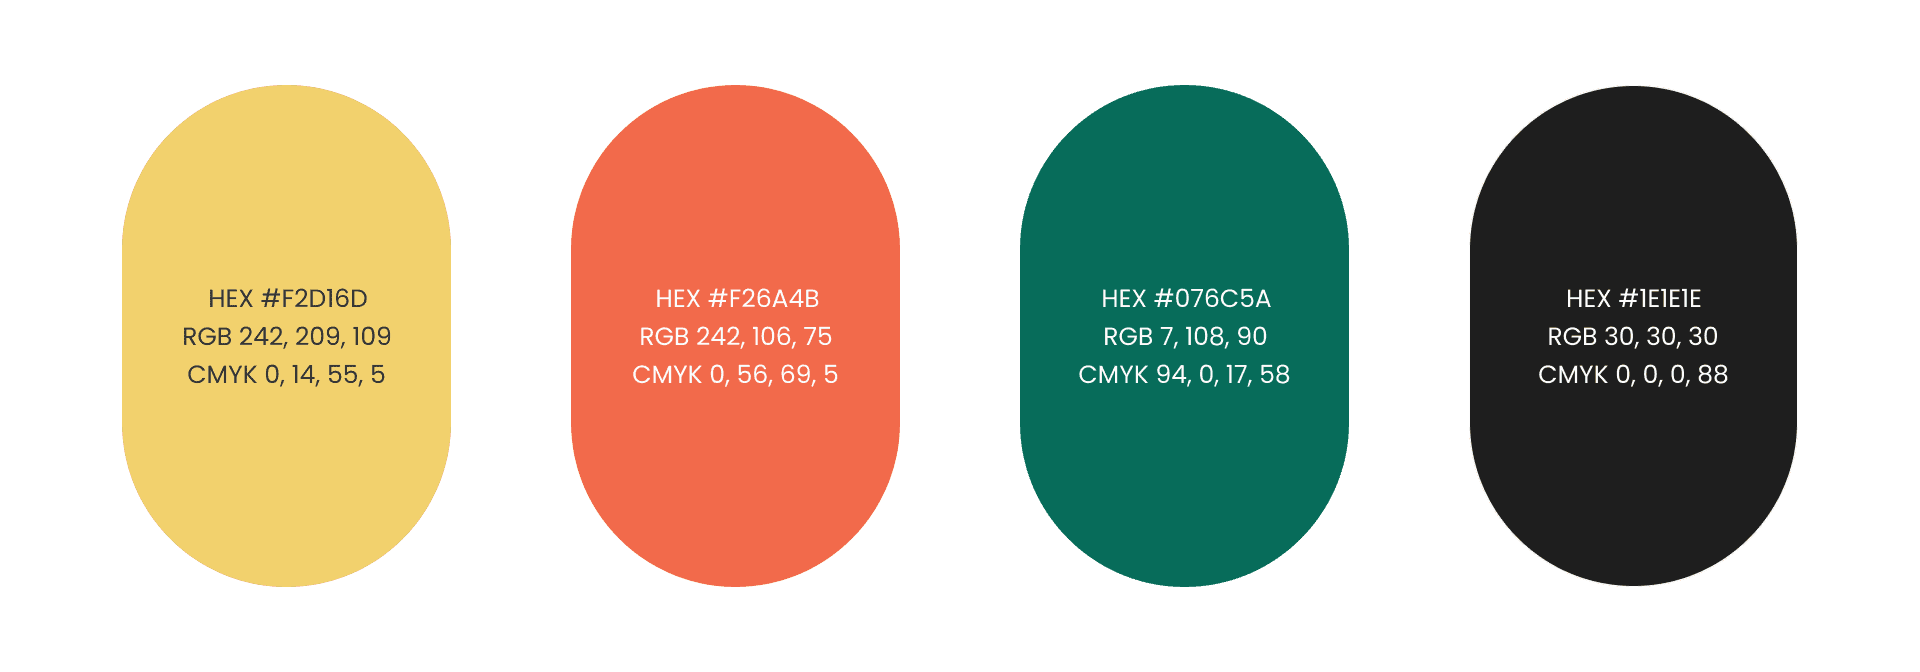 HEX #F2D16D
RGB 242, 209, 109
CMYK 0, 14, 55, 5
HEX #F26A4B
RGB 242, 106, 75
CMYK 0, 56, 69, 5
HEX #076C5A
RGB 7, 108, 90
CMYK 94, 0, 17, 58
HEX #1E1E1E
RGB 30, 30, 30
CMYK 0, 0, 0, 88